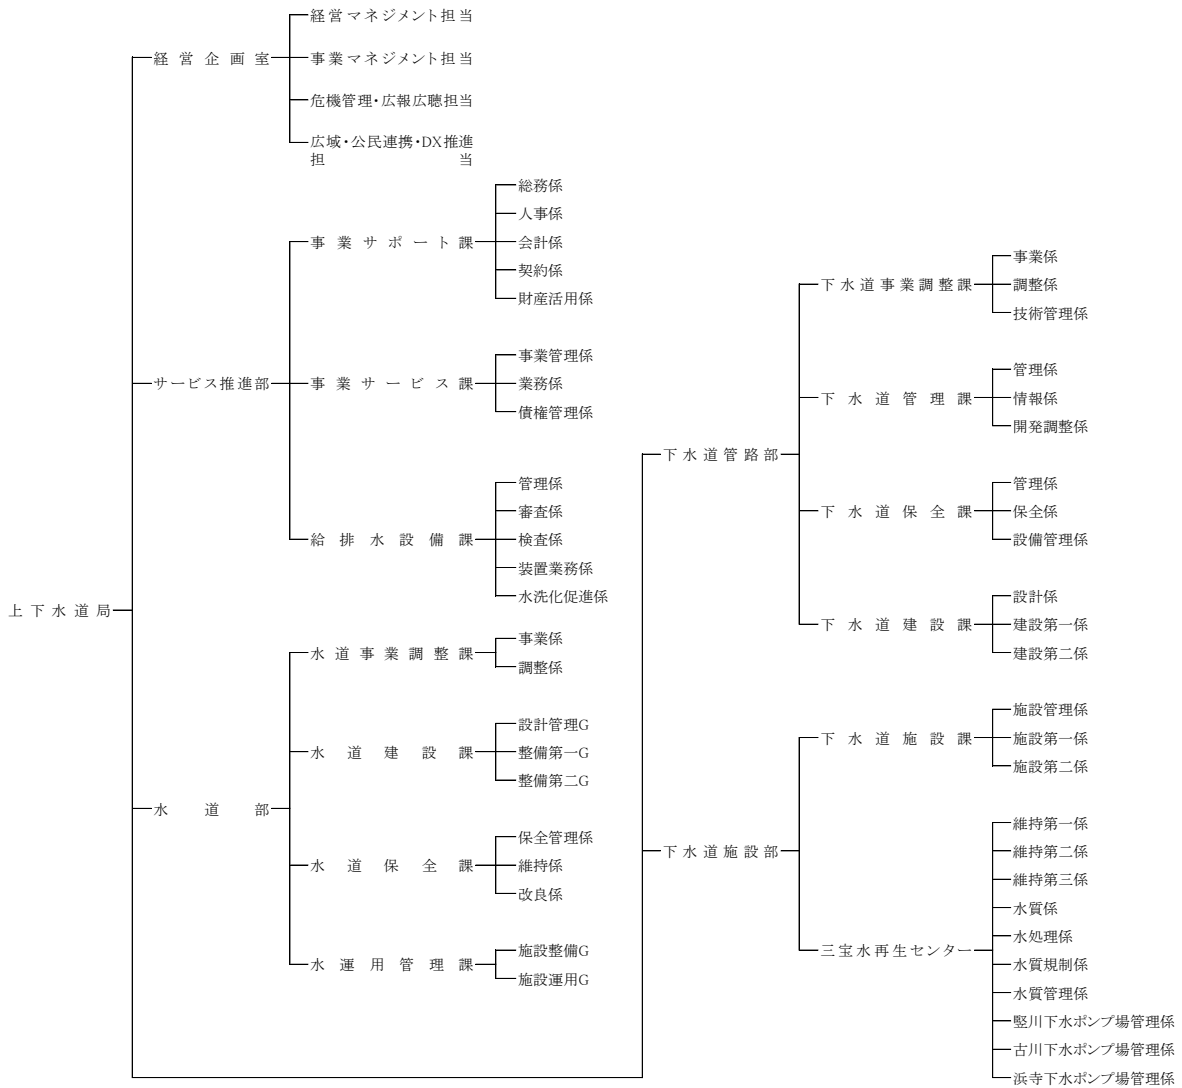 上下水道局
経営企画室
経営マネジメント担当
事業マネジメント担当
危機管理・広報広聴担当
広域・公民連携・DX推進
担当
サービス推進部
事業サポート課
総務係
人事係
会計係
契約係
財産活用係
事業サービス課
事業管理係
業務係
債権管理係
給排水設備課
管理係
審査係
検査係
装置業務係
水洗化促進係
水道部
水道事業調整課
事業係
調整係
水道建設課
設計管理G
整備第一G
整備第二G
水道保全課
保全管理係
維持係
改良係
水運用管理課
施設整備G
施設運用G
下水道管路部
下水道事業調整課
事業係
調整係
技術管理係
下水道管理課
管理係
情報係
開発調整係
下水道保全課
管理係
保全係
設備管理係
下水道建設課
設計係
建設第一係
建設第二係
下水道施設部
下水道施設課
施設管理係
施設第一係
施設第二係
三宝水再生センター
維持第一係
維持第二係
維持第三係
水質係
水処理係
水質規制係
水質管理係
竪川下水ポンプ場管理係
古川下水ポンプ場管理係
浜寺下水ポンプ場管理係